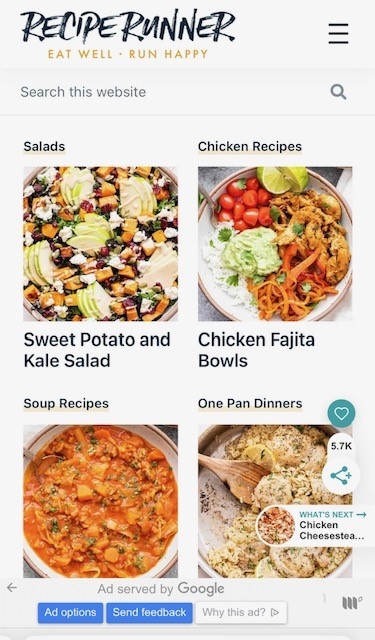 RECIPE RUNNER
EAT WELL · RUN HAPPY
Search this website
Salads
Chicken Recipes
Sweet Potato and
Kale Salad
Chicken Fajita
Bowls
Soup Recipes
One Pan Dinners
5.7K
WHAT'S NEXT →
Chicken
Cheesestea...
Ad served by Google
Ad options
Send feedback
Why this ad?